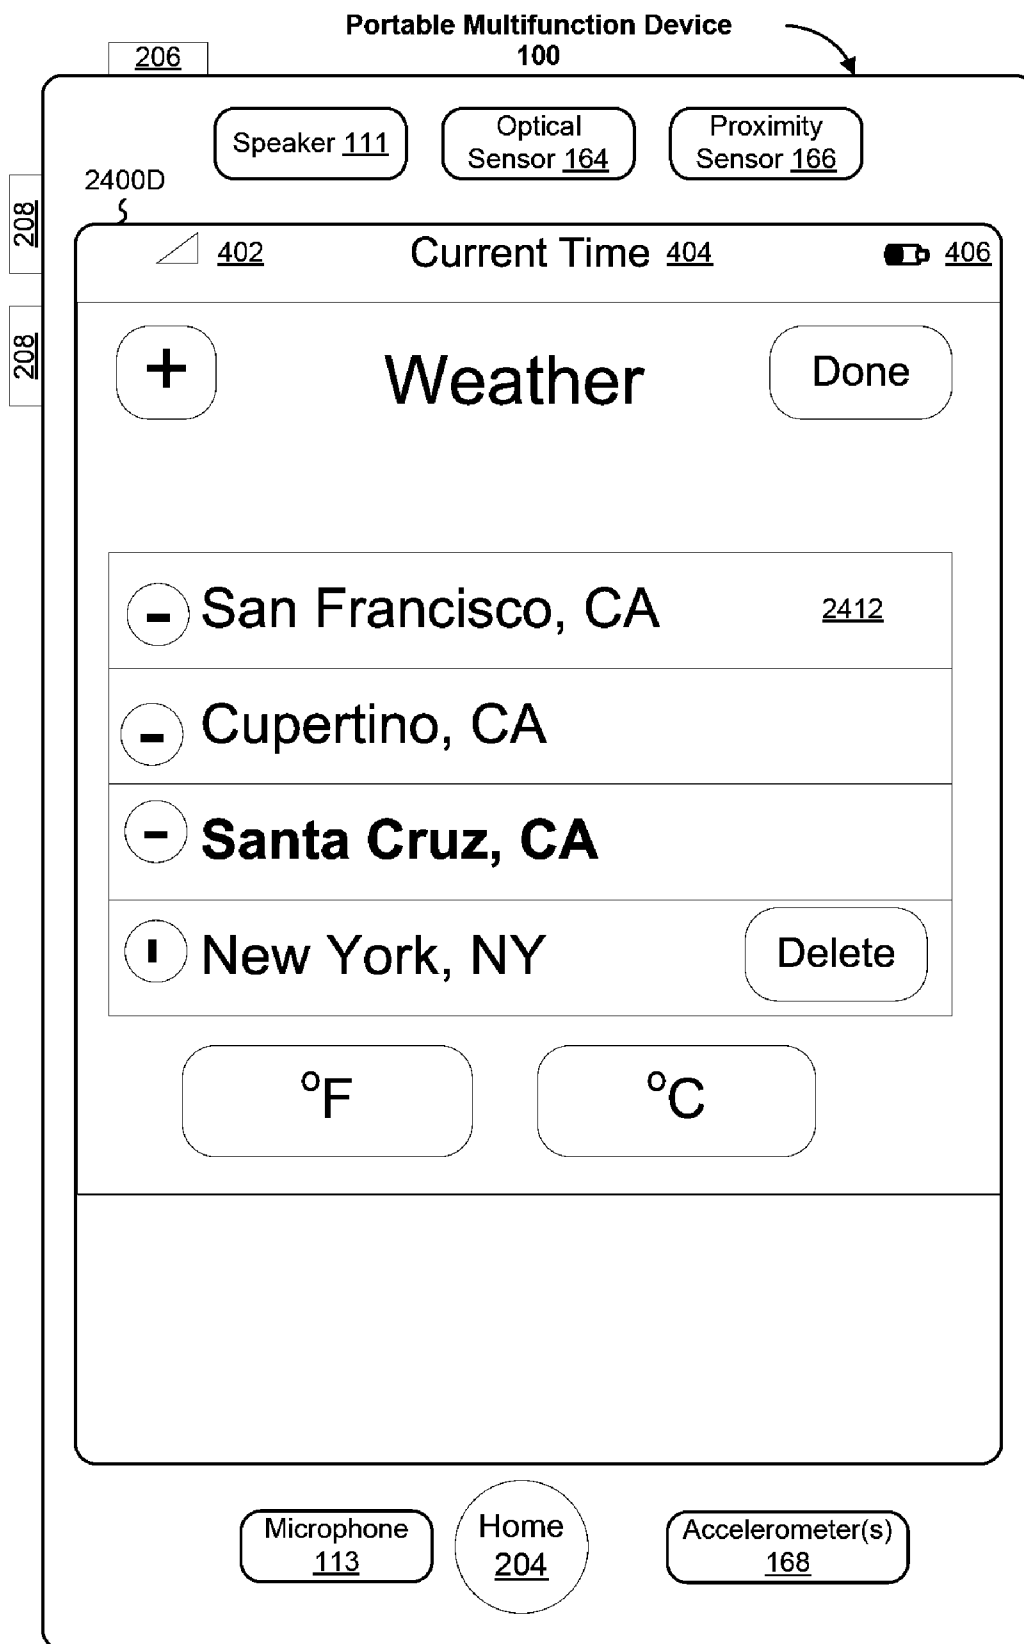 Portable Multifunction Device
100
206
Speaker 111
Optical
Sensor 164
Proximity
Sensor 166
2400D
208
208
402
Current Time 404
406
+
Weather
Done
- San Francisco, CA
2412
- Cupertino, CA
- Santa Cruz, CA
New York, NY
Delete
°F
°C
Microphone
113
Home
204
Accelerometer(s)
168